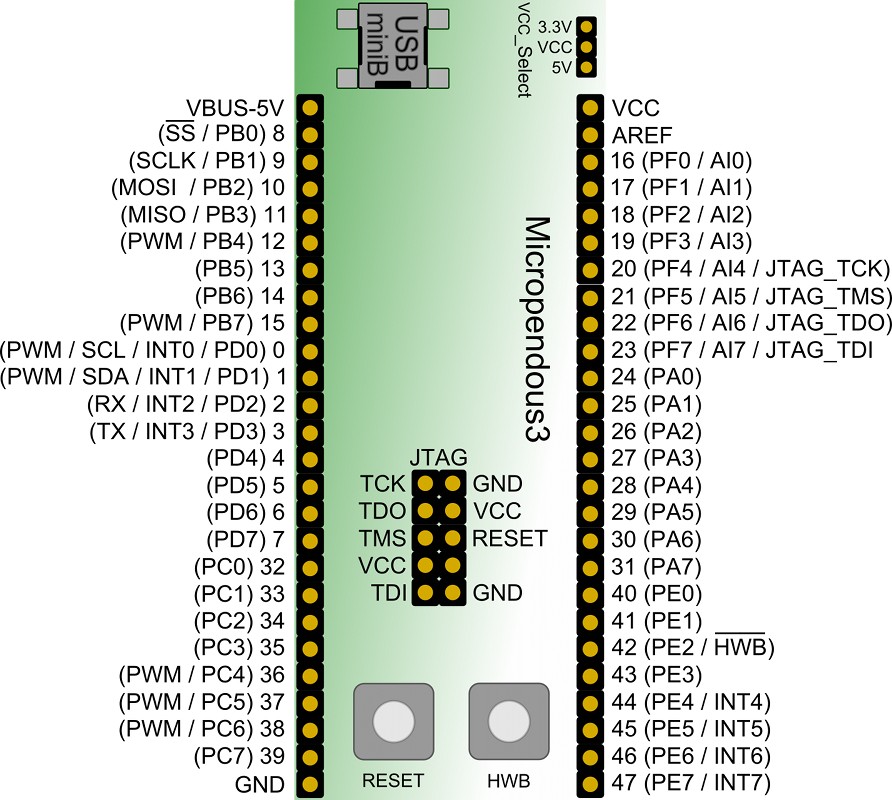 USB
miniB
VCC_Select
3.3V
VCC
5V
VBUS-5V
(SS / PB0) 8
(SCLK / PB1) 9
(MOSI / PB2) 10
(MISO / PB3) 11
(PWM / PB4) 12
(PB5) 13
(PB6) 14
(PWM / PB7) 15
(PWM / SCL / INT0 / PD0) 0
(PWM / SDA / INT1 / PD1) 1
(RX / INT2 / PD2) 2
(TX / INT3 / PD3) 3
(PD4) 4
(PD5) 5
(PD6) 6
(PD7) 7
(PC0) 32
(PC1) 33
(PC2) 34
(PC3) 35
(PWM / PC4) 36
(PWM / PC5) 37
(PWM / PC6) 38
(PC7) 39
GND
Micropendous3
JTAG
TCK GND
TDO VCC
TMS RESET
VCC
TDI GND
RESET
HWB
VCC
AREF
16 (PF0 / AI0)
17 (PF1 / AI1)
18 (PF2 / AI2)
19 (PF3 / AI3)
20 (PF4 / AI4 / JTAG_TCK)
21 (PF5 / AI5 / JTAG_TMS)
22 (PF6 / AI6 / JTAG_TDO)
23 (PF7 / AI7 / JTAG_TDI
24 (PA0)
25 (PA1)
26 (PA2)
27 (PA3)
28 (PA4)
29 (PA5)
30 (PA6)
31 (PA7)
40 (PE0)
41 (PE1)
42 (PE2 / HWB)
43 (PE3)
44 (PE4 / INT4)
45 (PE5 / INT5)
46 (PE6 / INT6)
47 (PE7 / INT7)